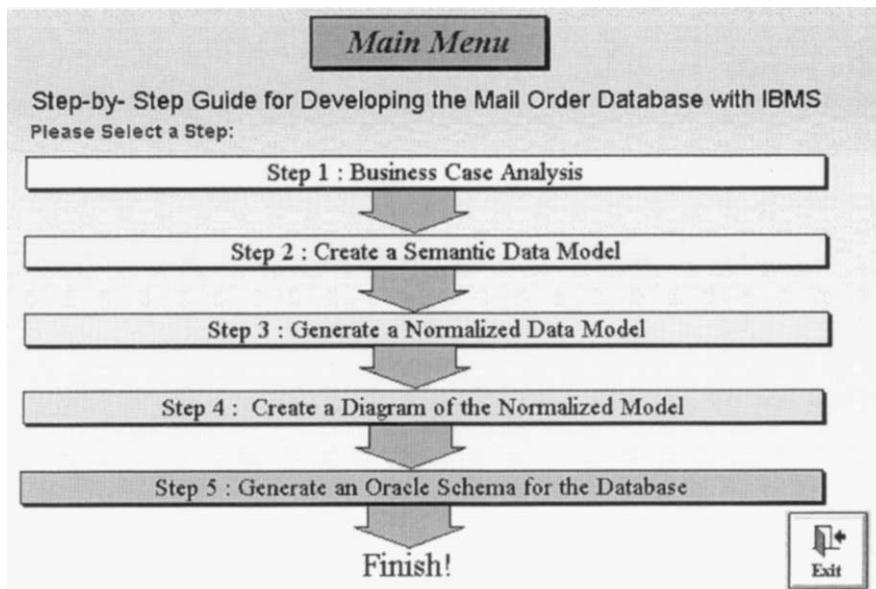 Main Menu
Step-by- Step Guide for Developing the Mail Order Database with IBMS
Please Select a Step:
Step 1 : Business Case Analysis
Step 2 : Create a Semantic Data Model
Step 3 : Generate a Normalized Data Model
Step 4 : Create a Diagram of the Normalized Model
Step 5 : Generate an Oracle Schema for the Database
Finish!
Exit